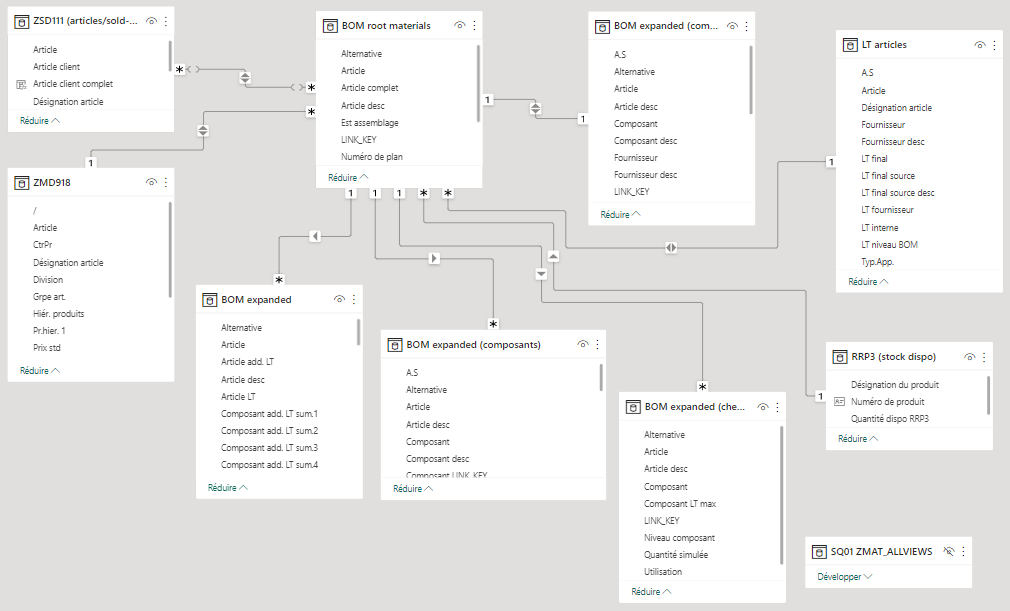 ZSD111 (articles/sold-...
Article
Article client
Article client complet
Désignation article
Réduire
BOM root materials
Alternative
Article
Article complet
Article desc
Est assemblage
LINK_KEY
Numéro de plan
Réduire
BOM expanded (com...
A.S
Alternative
Article
Article desc
Composant
Composant desc
Fournisseur
Fournisseur desc
LINK_KEY
Réduire
LT articles
A.S
Article
Désignation article
Fournisseur
Fournisseur desc
LT final
LT final source
LT final source desc
LT fournisseur
LT interne
LT niveau BOM
Typ.App.
Réduire
ZMD918
/
Article
CtrPr
Désignation article
Division
Grpe art.
Hiér. produits
Pr.hier. 1
Prix std
Réduire
BOM expanded
Alternative
Article
Article add. LT
Article desc
Article LT
Composant add. LT sum.1
Composant add. LT sum.2
Composant add. LT sum.3
Composant add. LT sum.4
Réduire
BOM expanded (composants)
A.S
Alternative
Article
Article desc
Composant
Composant desc
Composant LINK_KEY
Réduire
BOM expanded (che...
Alternative
Article
Article desc
Composant
Composant LT max
LINK_KEY
Niveau composant
Quantité simulée
Utilisation
Réduire
RRP3 (stock dispo)
Désignation du produit
Numéro de produit
Quantité dispo RRP3
Réduire
SQ01 ZMAT_ALLVIEWS
Développer
*
*
*
1
1
1
1
1
1
1
*
*
*
*
*
1